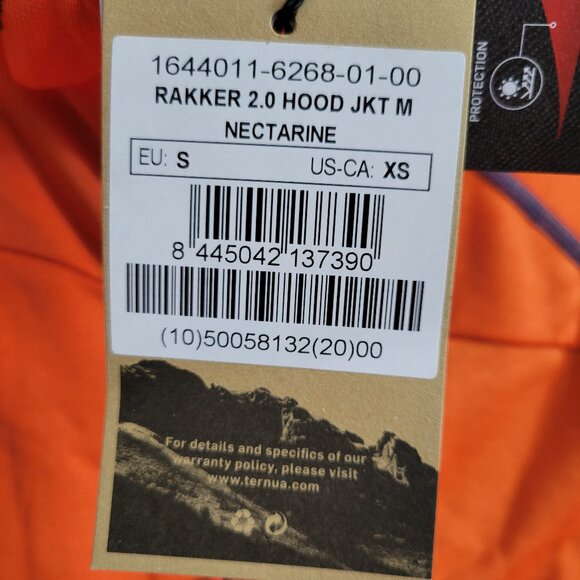 1644011-6268-01-00
RAKKER 2.0 HOOD JKT M
NECTARINE
EU: S US-CA: XS
8 445042 137390
(10)50058132(20)00
For details and specifics of our
warranty policy, please visit
www.ternua.com
PROTECTION